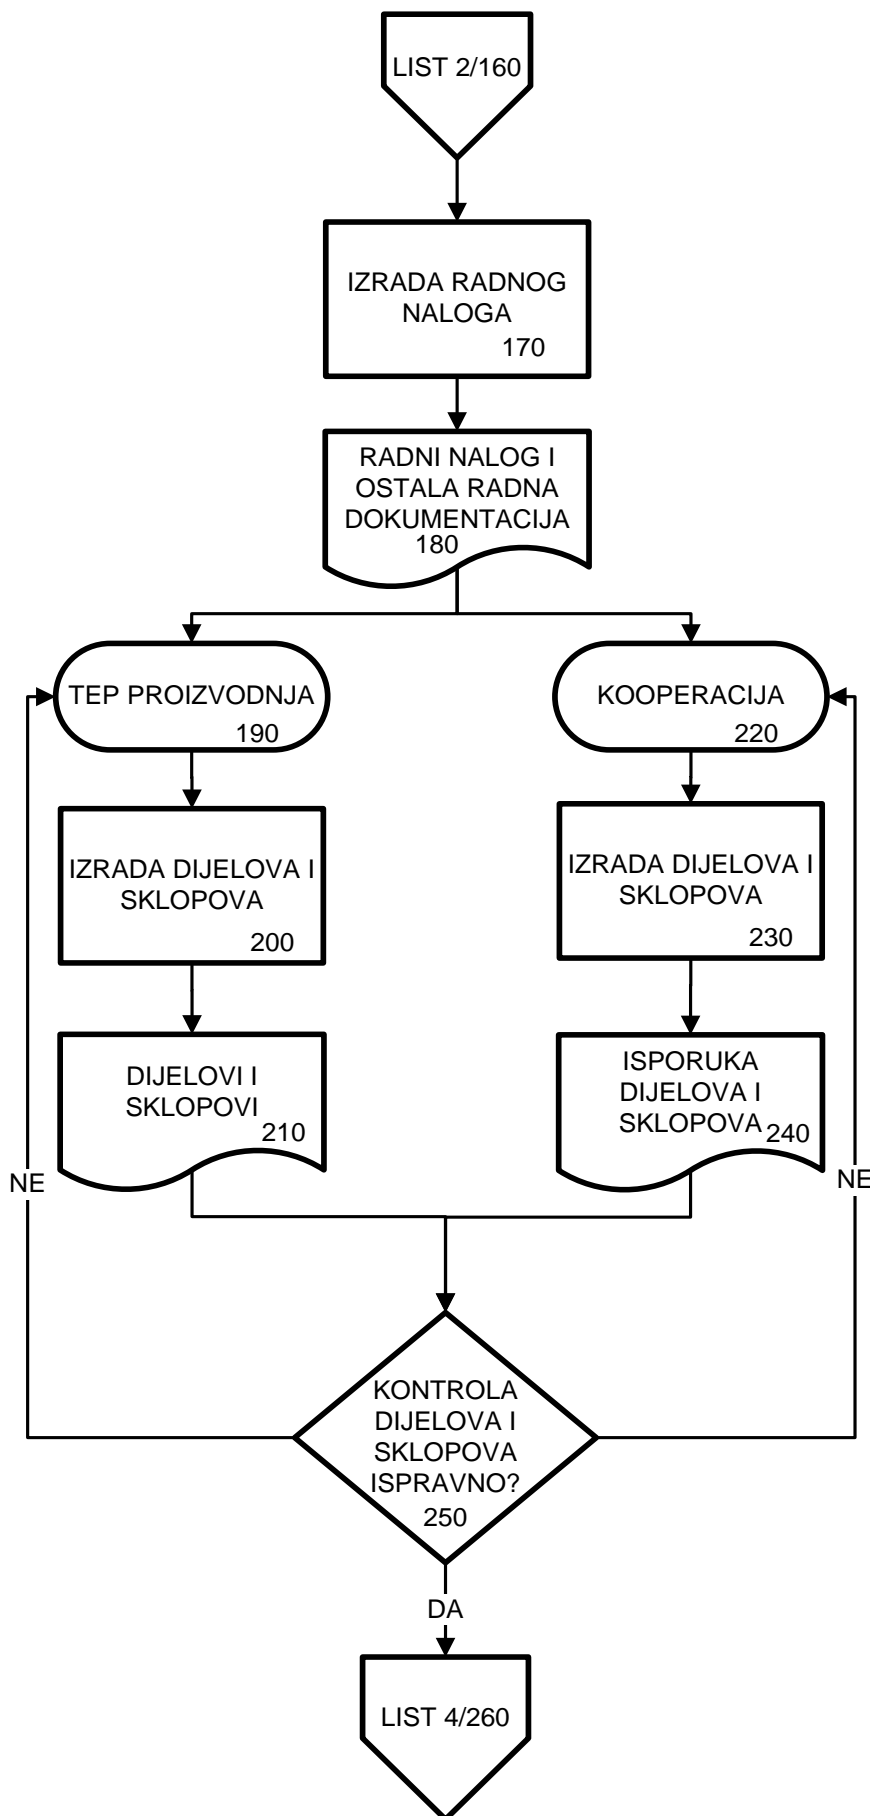 LIST 2/160
IZRADA RADNOG
NALOGA
170
RADNI NALOG I
OSTALA RADNA
DOKUMENTACIJA
180
TEP PROIZVODNJA
190
KOOPERACIJA
220
IZRADA DIJELOVA I
SKLOPOVA
200
IZRADA DIJELOVA I
SKLOPOVA
230
DIJELOVI I
SKLOPOVI
210
ISPORUKA
DIJELOVA I
SKLOPOVA
240
NE
NE
KONTROLA
DIJELOVA I
SKLOPOVA
ISPRAVNO?
250
DA
LIST 4/260